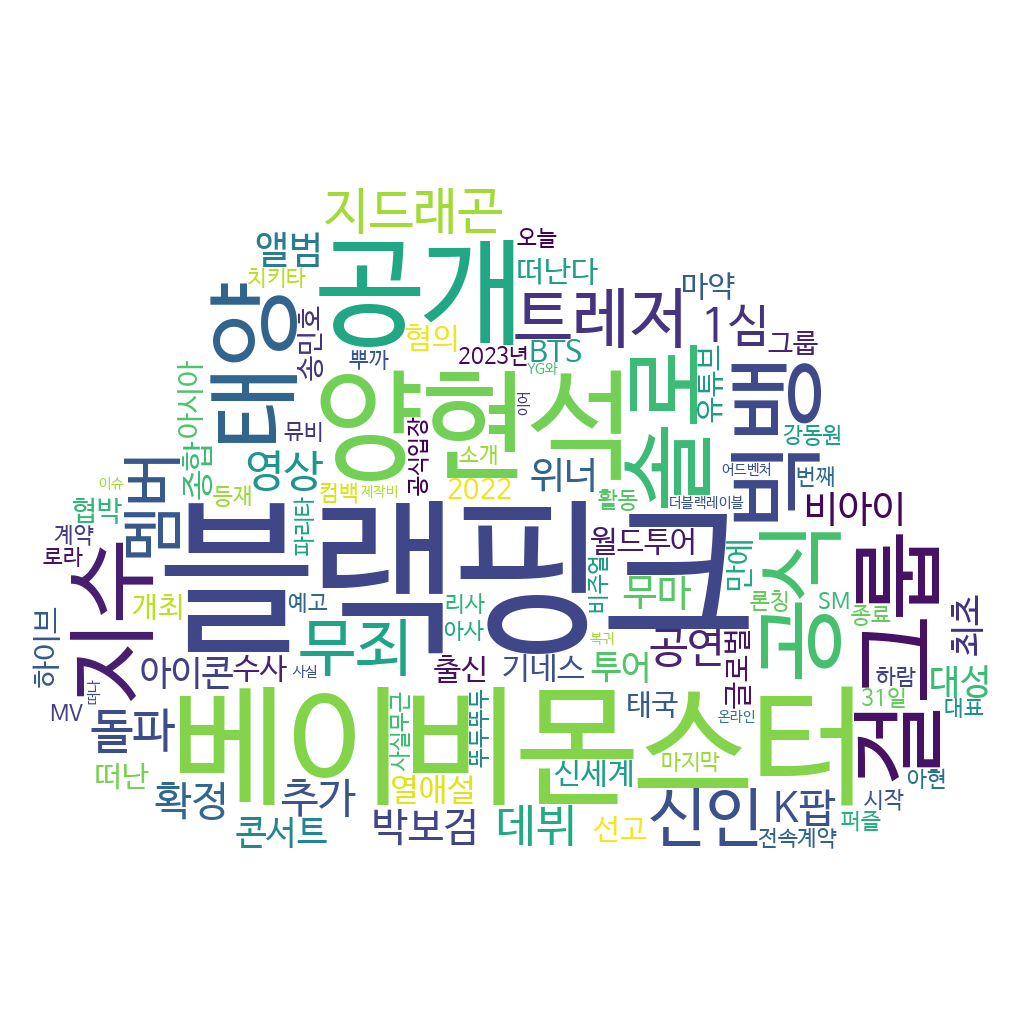 지드래곤
오늘
앨범
공개
떠난다
치키타
마약
태양
트레저
1심
송민호
혐의
BTS
그룹
뿌까
2023년
YG와
유튜브
양현석
솔로
빅뱅
아시아
이어
뮤비
공식입장
강동원
종합
영상
소개
위너
어드벤처
번째
멤버
이슈
등재
컴백
제작비
2022
활동
더블랙레이블
비아이
협박
계약
파리타
블랙핑크
월드투어
로라
만에
공식
걸그룹
지수
비주얼
무마
개최
예고
리사
론칭
SM
종료
최초
하이브
무죄
아사
복귀
공연
글로벌
아이콘
수사
사실
출신
기네스
투어
하람
대성
떠나
베이비몬스터
태국
31일
MV
돌파
사실무근
뚜두뚜두
온라인
대표
떠난
신세계
마지막
아현
확정
추가
열애설
신인
K팝
시작
콘서트
박보검
데뷔
선고
전속계약
퍼즐